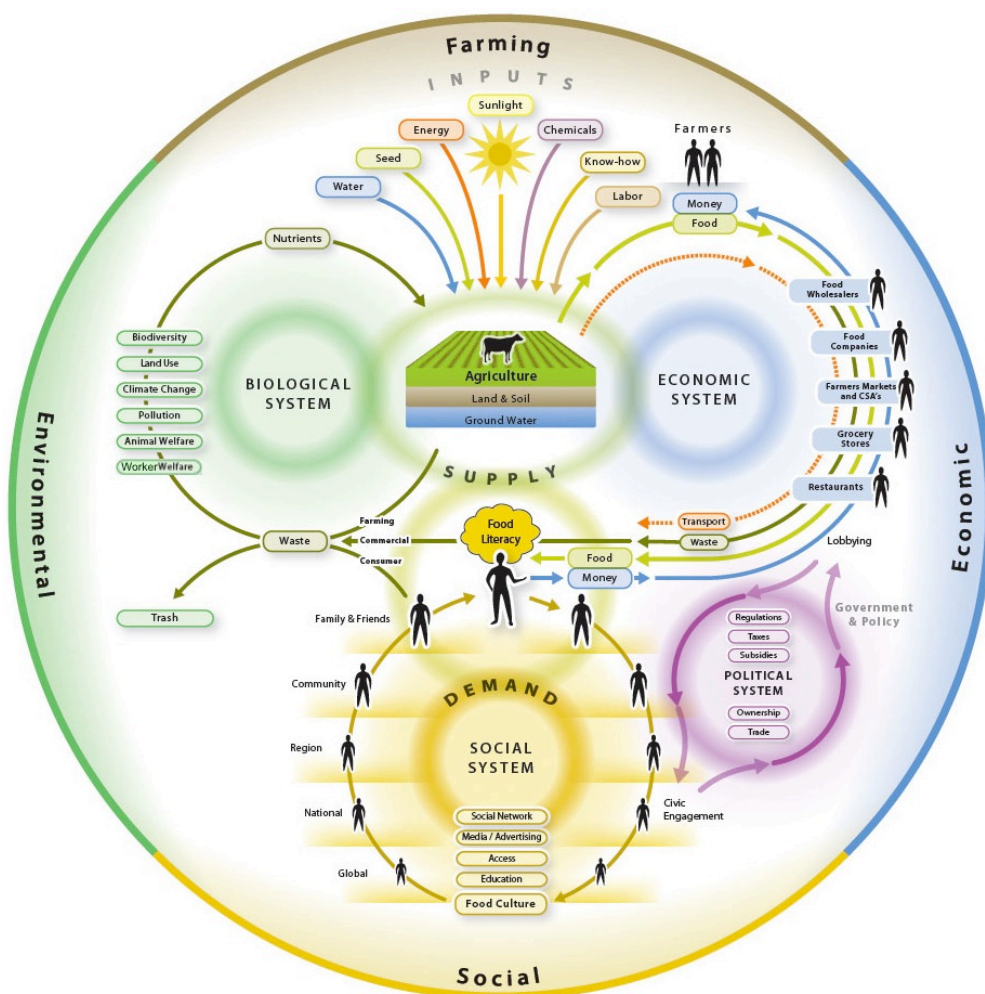 Farming
INPUTS
Sunlight
Energy
Chemicals
Farmers
Seed
Know-how
Water
Labor
Money
Food
Nutrients
Food
Wholesalers
Biodiversity
Land Use
Climate Change
Pollution
Animal Welfare
WorkerWelfare
BIOLOGICAL
SYSTEM
Agriculture
Land & Soil
Ground Water
ECONOMIC
SYSTEM
Food
Companies
Farmers Markets
and CSA's
Grocery
Stores
Restaurants
Environmental
Economic
SUPPLY
Farming
Commercial
Consumer
Waste
Trash
Food
Literacy
Transport
Waste
Food
Money
Lobbying
Government
& Policy
Family & Friends
Community
Region
National
Global
DEMAND
SOCIAL
SYSTEM
Social Network
Media / Advertising
Access
Education
Food Culture
Regulations
Taxes
Subsidies
POLITICAL
SYSTEM
Ownership
Trade
Civic
Engagement
Social